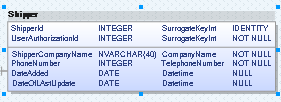 Shipper
ShipperId INTEGER SurrogateKeyInt IDENTITY
UserAuthorizationId INTEGER SurrogateKeyInt NOT NULL
ShipperCompanyName NVARCHAR(40) CompanyName NOT NULL
PhoneNumber INTEGER TelephoneNumber NOT NULL
DateAdded DATE Datetime NULL
DateOfLastUpdate DATE Datetime NULL